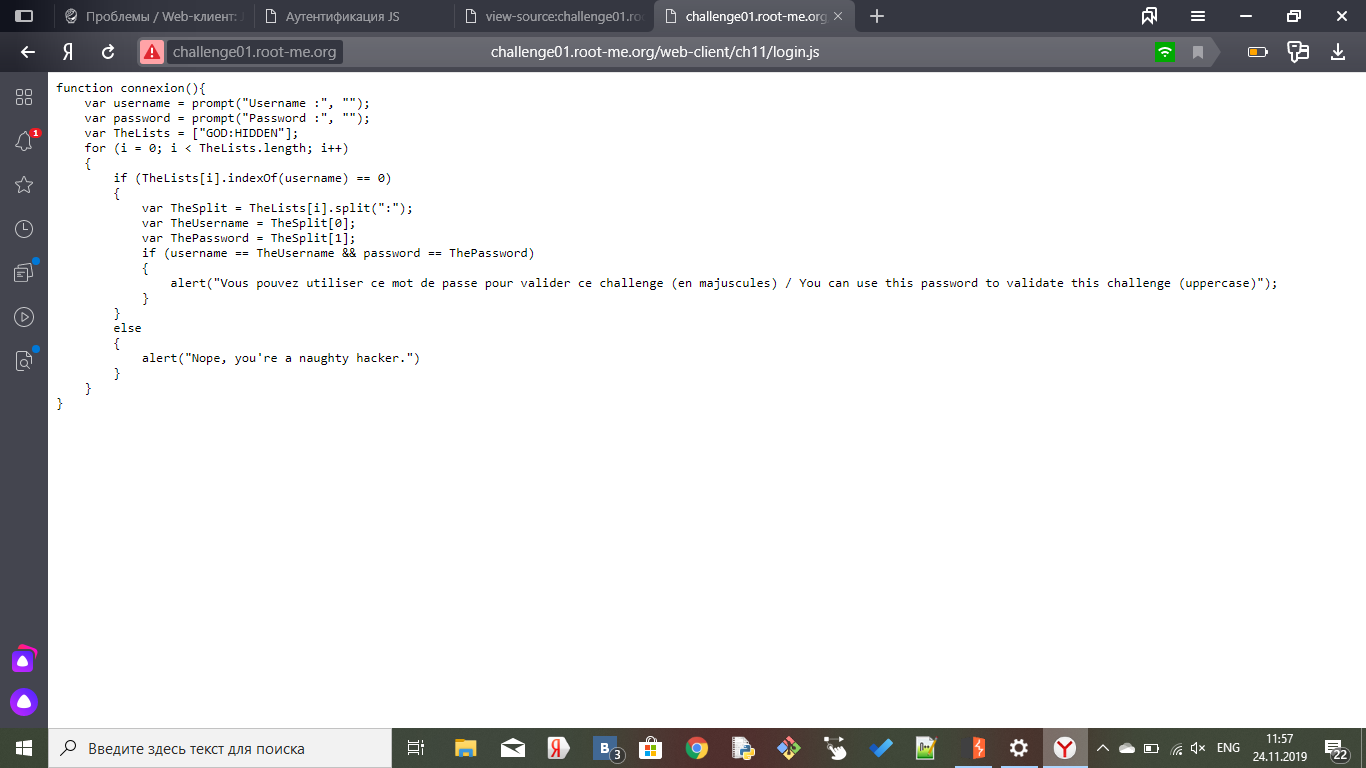 Проблемы / Web-клиент:
Аутентификация JS
view-source:challenge01.ro
challenge01.root-me.org
challenge01.root-me.org
challenge01.root-me.org/web-client/ch11/login.js
function connexion(){
    var username = prompt("Username :", "");
    var password = prompt("Password :", "");
    var TheLists = ["GOD:HIDDEN"];
    for (i = 0; i < TheLists.length; i++)
    {
        if (TheLists[i].indexOf(username) == 0)
        {
            var TheSplit = TheLists[i].split(":");
            var TheUsername = TheSplit[0];
            var ThePassword = TheSplit[1];
            if (username == TheUsername && password == ThePassword)
            {
                alert("Vous pouvez utiliser ce mot de passe pour valider ce challenge (en majuscules) / You can use this password to validate this challenge (uppercase)");
            }
        }
        else
        {
            alert("Nope, you're a naughty hacker.")
        }
    }
}
1
Введите здесь текст для поиска
3
ENG
11:57
24.11.2019
22